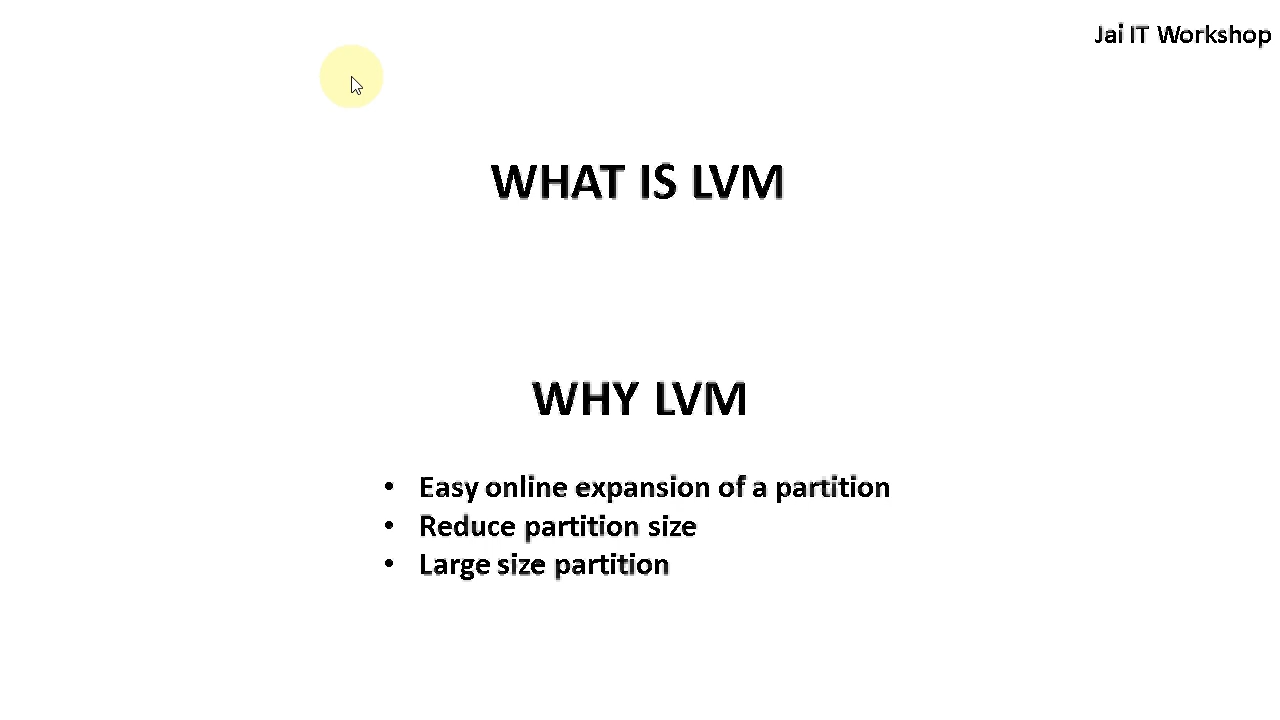 Jai IT Workshop
WHAT IS LVM
WHY LVM
• Easy online expansion of a partition
• Reduce partition size
• Large size partition